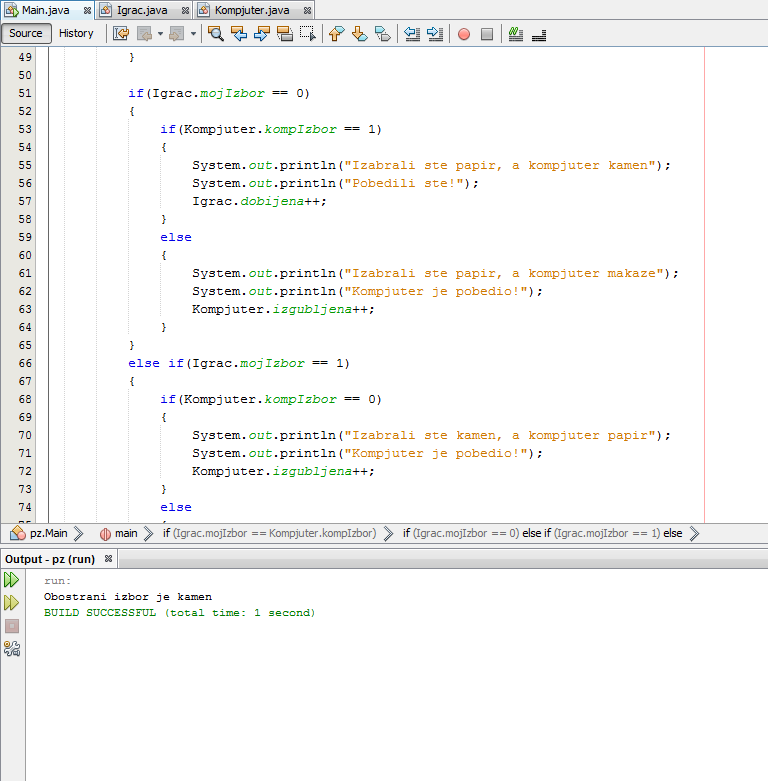 Main.java Igrac.java Kompjuter.java
Source History
49 }
50
51 if(Igrac.mojIzbor == 0)
52 {
53 if(Kompjuter.kompIzbor == 1)
54 {
55 System.out.println("Izabrali ste papir, a kompjuter kamen");
56 System.out.println("Pobedili ste!");
57 Igrac.dobijena++;
58 }
59 else
60 {
61 System.out.println("Izabrali ste papir, a kompjuter makaze");
62 System.out.println("Kompjuter je pobedio!");
63 Kompjuter.izgubljena++;
64 }
65 }
66 else if(Igrac.mojIzbor == 1)
67 {
68 if(Kompjuter.kompIzbor == 0)
69 {
70 System.out.println("Izabrali ste kamen, a kompjuter papir");
71 System.out.println("Kompjuter je pobedio!");
72 Kompjuter.izgubljena++;
73 }
74 else
pz.Main main if (Igrac.mojIzbor == Kompjuter.kompIzbor) if (Igrac.mojIzbor == 0) else if (Igrac.mojIzbor == 1) else
Output - pz (run)
run:
Obostrani izbor je kamen
BUILD SUCCESSFUL (total time: 1 second)